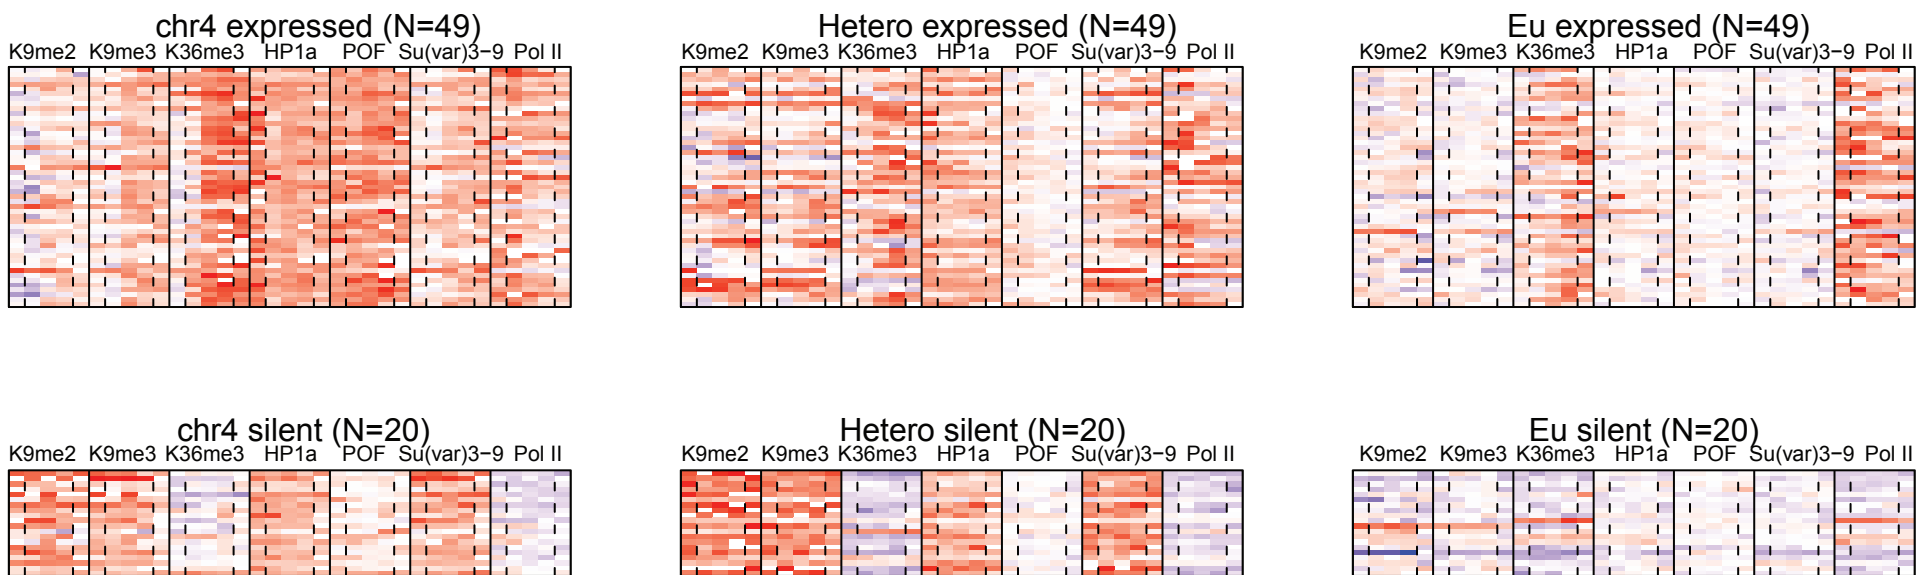 chr4 expressed (N=49)
K9me2 K9me3 K36me3 HP1a POF Su(var)3−9 Pol II
Hetero expressed (N=49)
K9me2 K9me3 K36me3 HP1a POF Su(var)3−9 Pol II
Eu expressed (N=49)
K9me2 K9me3 K36me3 HP1a POF Su(var)3−9 Pol II
chr4 silent (N=20)
K9me2 K9me3 K36me3 HP1a POF Su(var)3−9 Pol II
Hetero silent (N=20)
K9me2 K9me3 K36me3 HP1a POF Su(var)3−9 Pol II
Eu silent (N=20)
K9me2 K9me3 K36me3 HP1a POF Su(var)3−9 Pol II